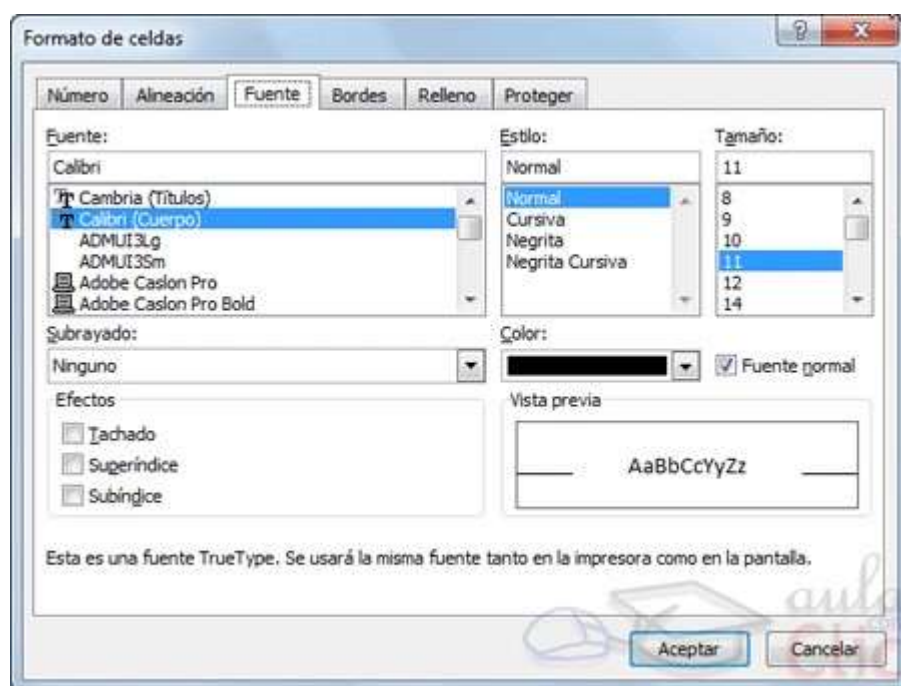 Formato de celdas
Número Alineación Fuente Bordes Relleno Proteger
Fuente: Estilo: Tamaño:
Calibri Normal 11
Cambria (Títulos) Normal 8
Calibri (Cuerpo) Cursiva 9
ADMUI3Lg Negrita 10
ADMUI3Sm Negrita Cursiva 11
Adobe Caslon Pro 12
Adobe Caslon Pro Bold 14
Subrayado: Color:
Ninguno Fuente normal
Efectos Vista previa
Tachado
Superíndice AaBbCcYyZz
Subíndice
Esta es una fuente TrueType. Se usará la misma fuente tanto en la impresora como en la pantalla.
aula
Clic
Aceptar Cancelar